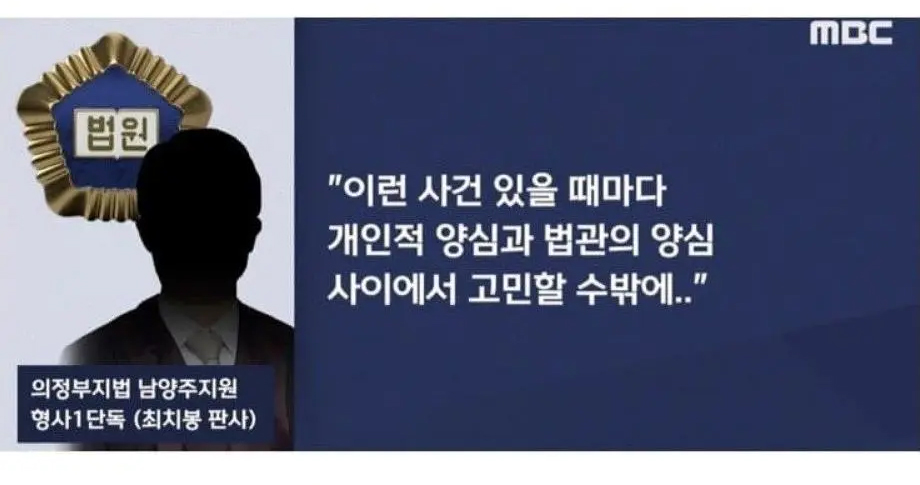 MBC
법원
"이런 사건 있을 때마다
개인적 양심과 법관의 양심
사이에서 고민할 수밖에.."
의정부지법 남양주지원
형사1단독 (최치봉 판사)